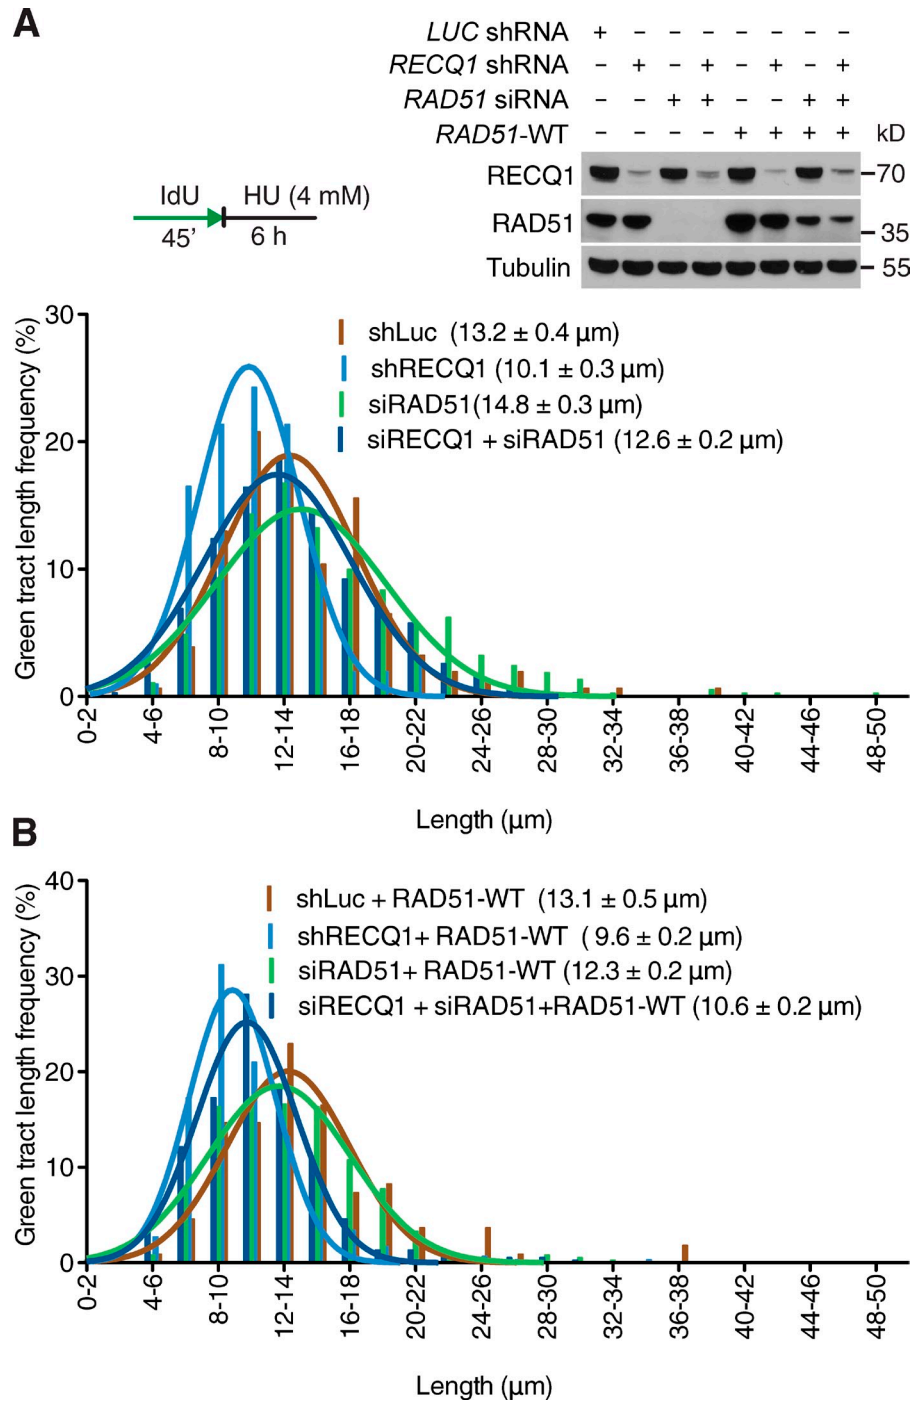 A
LUC shRNA + – – – – – – –
RECQ1 shRNA – + – + – + – +
RAD51 siRNA – – + + – – + +
RAD51-WT – – – – + + + + kD
RECQ1 70
RAD51 35
Tubulin 55
IdU HU (4 mM)
45’ 6 h
Green tract length frequency (%)
30
20
10
0
shLuc (13.2 ± 0.4 µm)
shRECQ1 (10.1 ± 0.3 µm)
siRAD51(14.8 ± 0.3 µm)
siRECQ1 + siRAD51 (12.6 ± 0.2 µm)
0-2 4-6 8-10 12-14 16-18 20-22 24-26 28-30 32-34 36-38 40-42 44-46 48-50
Length (µm)
B
Green tract length frequency (%)
40
30
20
10
0
shLuc + RAD51-WT (13.1 ± 0.5 µm)
shRECQ1+ RAD51-WT ( 9.6 ± 0.2 µm)
siRAD51+ RAD51-WT (12.3 ± 0.2 µm)
siRECQ1 + siRAD51+RAD51-WT (10.6 ± 0.2 µm)
0-2 4-6 8-10 12-14 16-18 20-22 24-26 28-30 32-34 36-38 40-42 44-46 48-50
Length (µm)